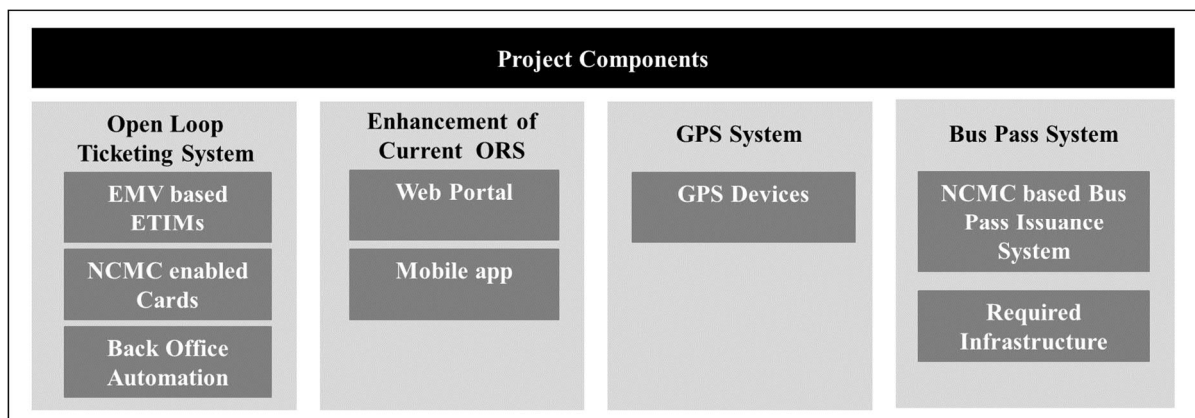 Project Components
Open Loop
Ticketing System
EMV based
ETIMs
NCMC enabled
Cards
Back Office
Automation
Enhancement of
Current ORS
Web Portal
Mobile app
GPS System
GPS Devices
Bus Pass System
NCMC based Bus
Pass Issuance
System
Required
Infrastructure